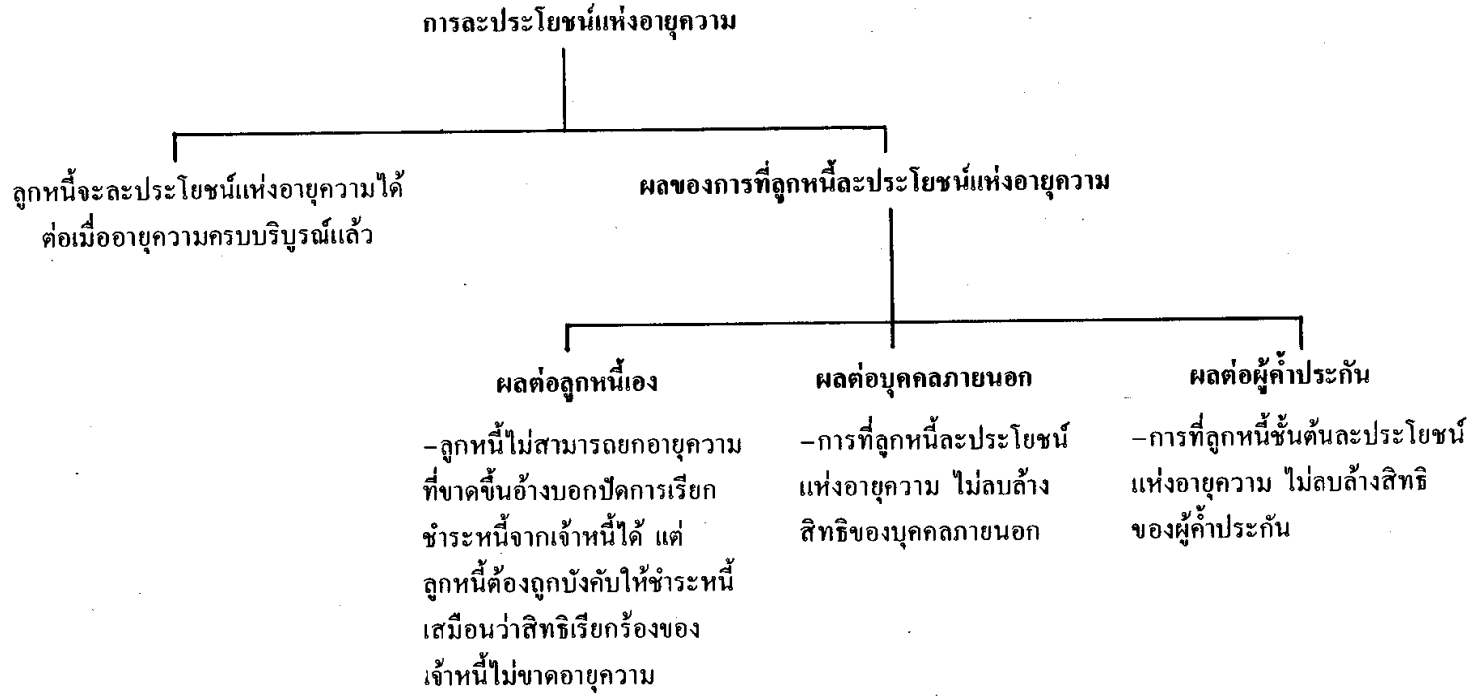 การละประโยชน์แห่งอายุความ
ลูกหนี้จะละประโยชน์แห่งอายุความได้
ต่อเมื่ออายุความครบบริบูรณ์แล้ว
ผลของการที่ลูกหนี้ละประโยชน์แห่งอายุความ
ผลต่อลูกหนี้เอง
–ลูกหนี้ไม่สามารถยกอายุความ
ที่ขาดขึ้นอ้างบอกปัดการเรียก
ชำระหนี้จากเจ้าหนี้ได้ แต่
ลูกหนี้ต้องถูกบังคับให้ชำระหนี้
เสมือนว่าสิทธิเรียกร้องของ
เจ้าหนี้ไม่ขาดอายุความ
ผลต่อบุคคลภายนอก
–การที่ลูกหนี้ละประโยชน์
แห่งอายุความ ไม่ลบล้าง
สิทธิของบุคคลภายนอก
ผลต่อผู้ค้ำประกัน
–การที่ลูกหนี้ชั้นต้นละประโยชน์
แห่งอายุความ ไม่ลบล้างสิทธิ
ของผู้ค้ำประกัน